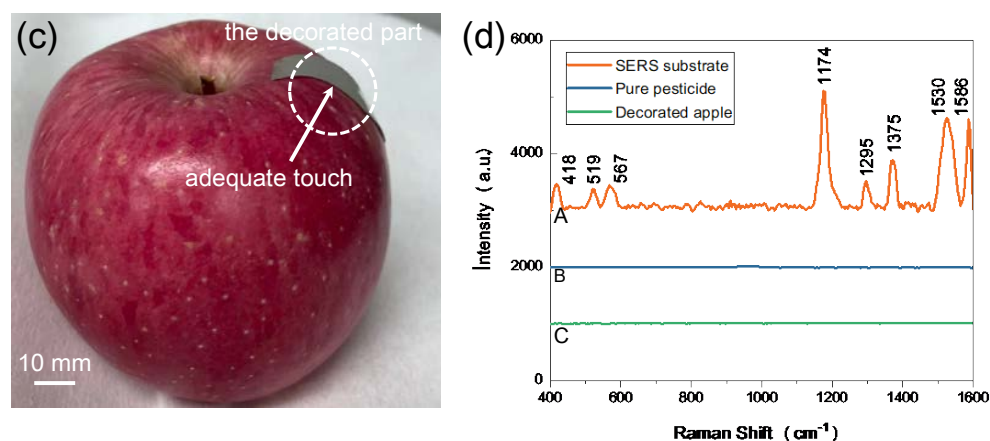 (c)
the decorated part
adequate touch
10 mm
(d)
6000
4000
2000
0
Intensity (a.u.)
SERS substrate
Pure pesticide
Decorated apple
418
519
567
1174
1295
1375
1530
1586
A
B
C
400
800
1000
1200
1400
1600
Raman Shift (cm⁻¹)